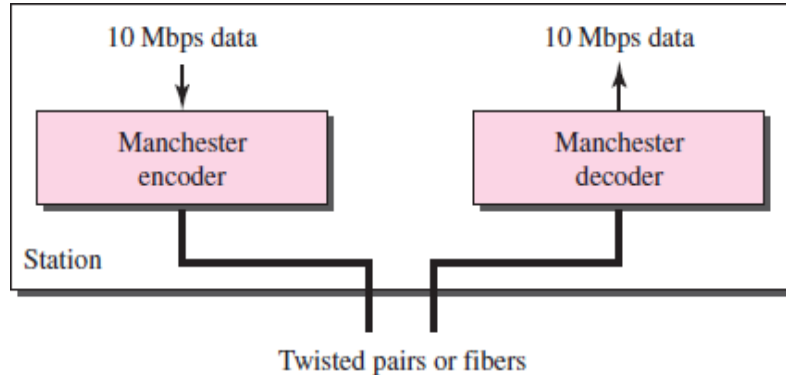 10 Mbps data
10 Mbps data
Manchester
encoder
Manchester
decoder
Station
Twisted pairs or fibers